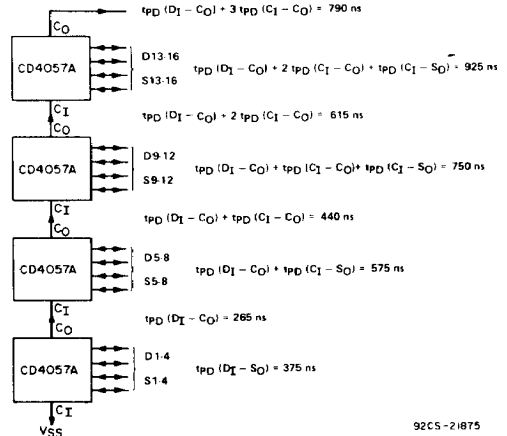 tPD (DI – CO) + 3 tPD (CI – CO) = 790 ns
CO
CD4057A
D13-16
S13-16
tPD (DI – CO) + 2 tPD (CI – CO) + tPD (CI – SO) = 925 ns
CI
CO
tPD (DI – CO) + 2 tPD (CI – CO) = 615 ns
CD4057A
D9-12
S9-12
tPD (DI – CO) + tPD (CI – CO)+ tPD (CI – SO) = 750 ns
CI
CO
tPD (DI – CO) + tPD (CI – CO) = 440 ns
CD4057A
D5-8
S5-8
tPD (DI – CO) + tPD (CI – SO) = 575 ns
CI
CO
tPD (DI – CO) = 265 ns
CD4057A
D1-4
S1-4
tPD (DI – SO) = 375 ns
CI
VSS
92CS-21875